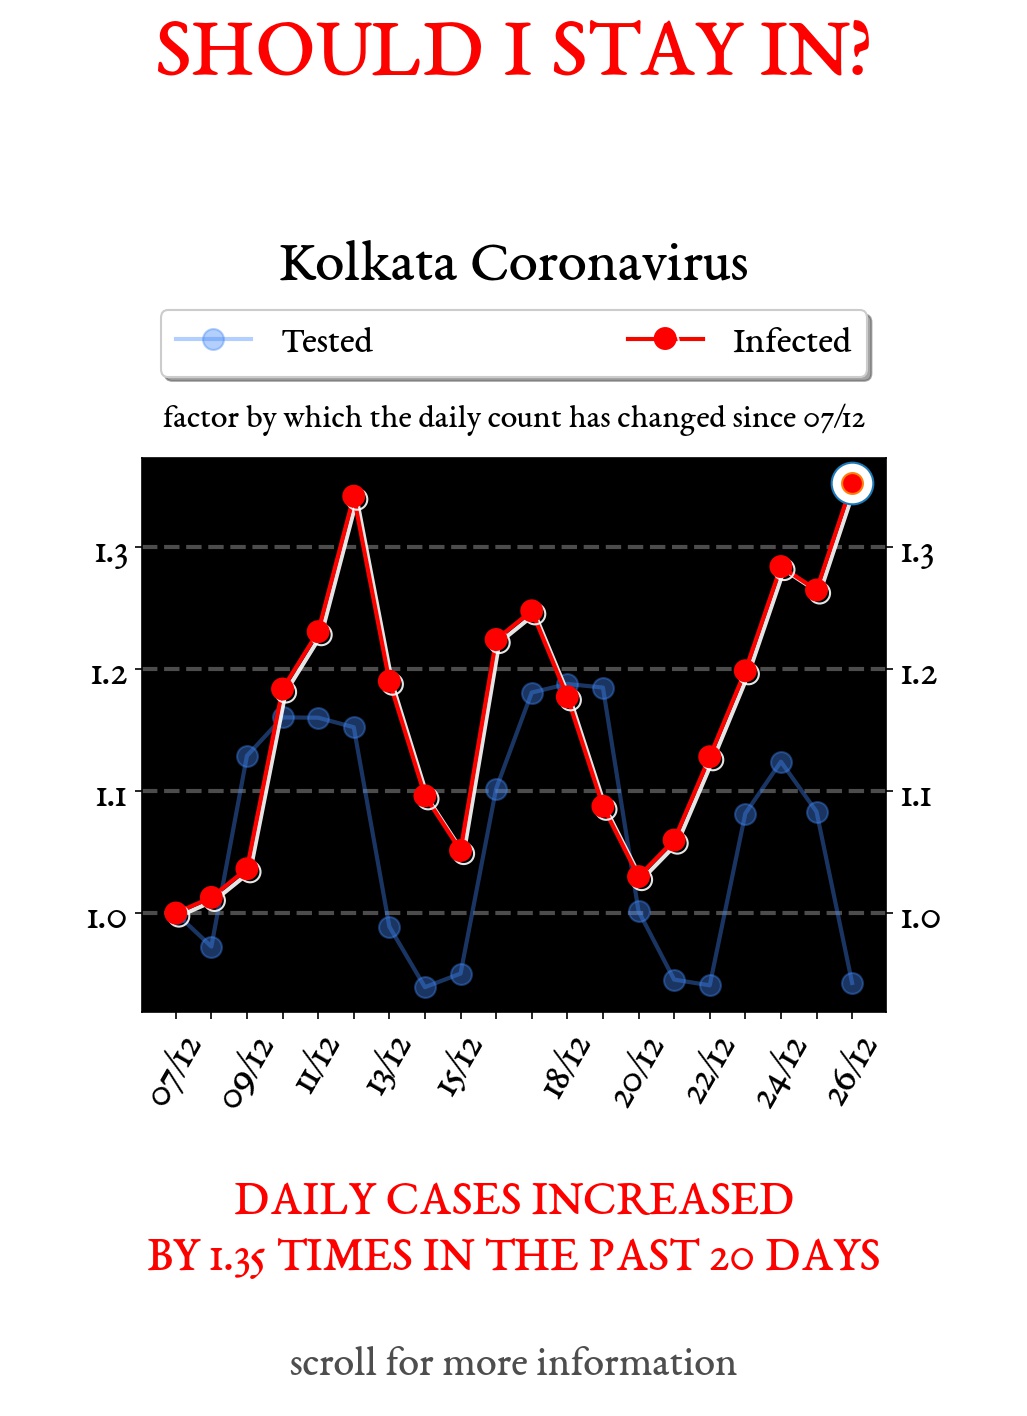 SHOULD I STAY IN?
Kolkata Coronavirus
Tested Infected
factor by which the daily count has changed since 07/12
1.3 1.3
1.2 1.2
1.1 1.1
1.0 1.0
07/12 09/12 11/12 13/12 15/12 18/12 20/12 22/12 24/12 26/12
DAILY CASES INCREASED
BY 1.35 TIMES IN THE PAST 20 DAYS
scroll for more information